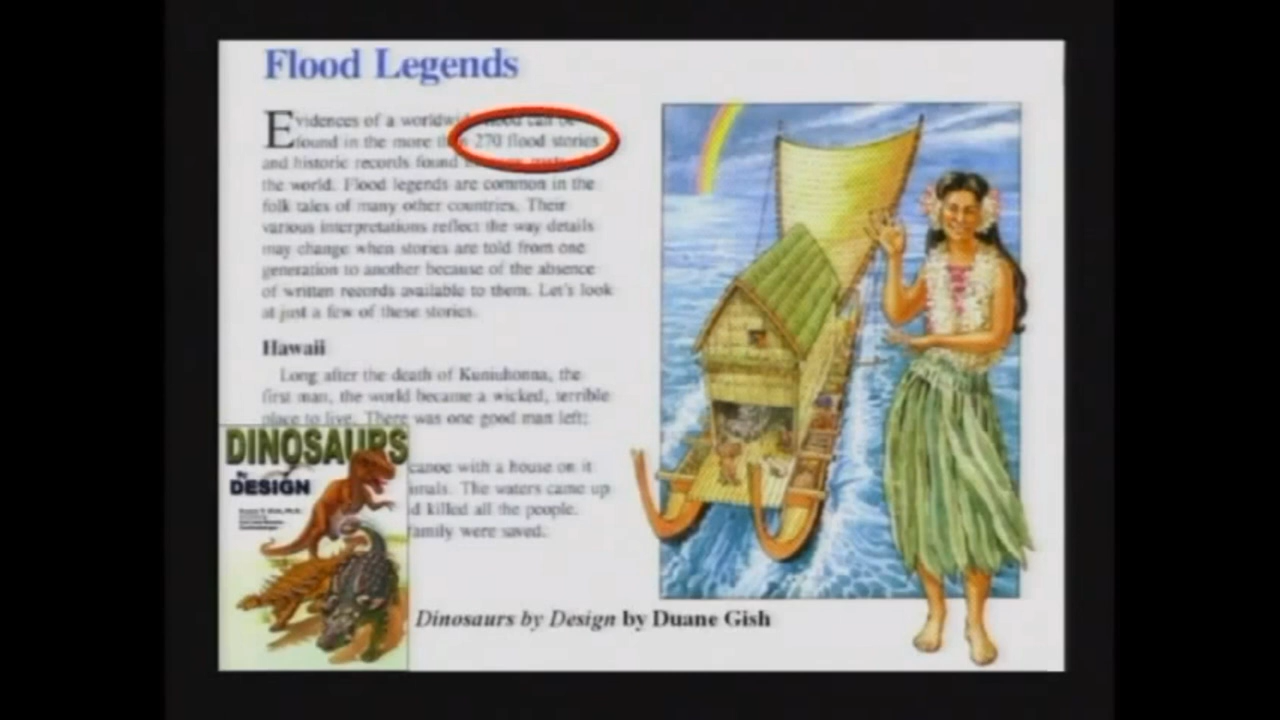 Flood Legends
Evidences of a worldwide flood can be
found in the more than 270 flood stories
and historic records found
the world. Flood legends are common in the
folk tales of many other countries. Their
various interpretations reflect the way details
may change when stories are told from one
generation to another because of the absence
of written records available to them. Let's look
at just a few of these stories.
Hawaii
Long after the death of Kuniuhonna, the
first man, the world became a wicked, terrible
place to live. There was one good man left;
canoe with a house on it
imals. The waters came up
d killed all the people.
family were saved.
DINOSAURS
By
DESIGN
Dinosaurs by Design by Duane Gish